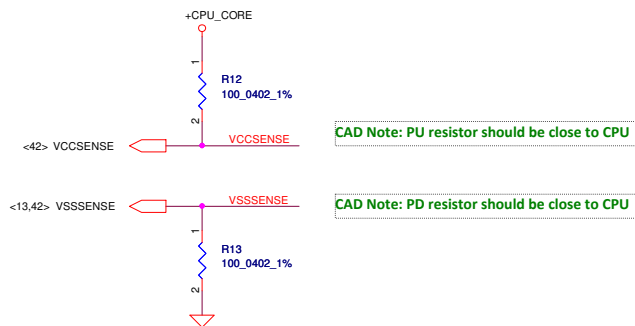 +CPU_CORE
1
R12
100_0402_1%
2
<42> VCCSENSE
VCCSENSE
CAD Note: PU resistor should be close to CPU
<13,42> VSSSENSE
VSSSENSE
CAD Note: PD resistor should be close to CPU
1
R13
100_0402_1%
2